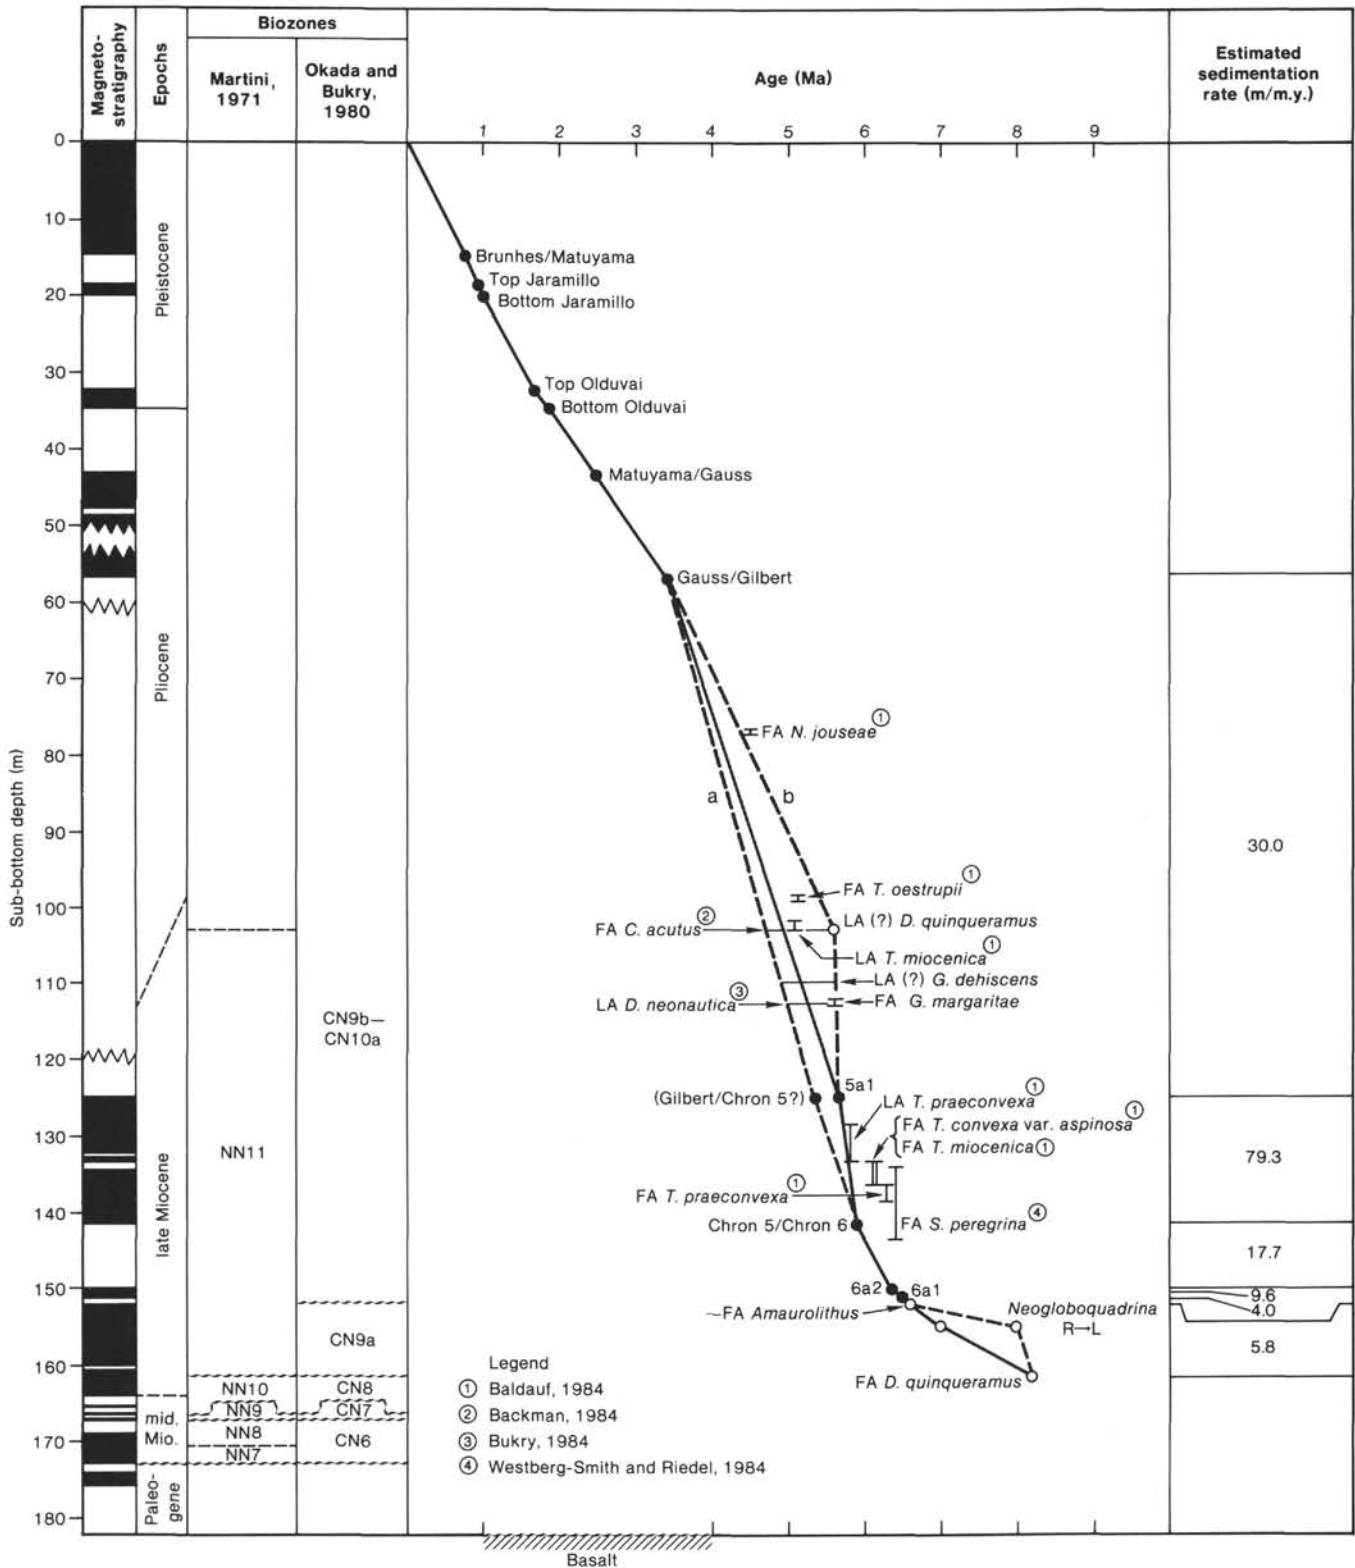 Magneto-
stratigraphy
Epochs
Biozones
Martini,
1971
Okada and
Bukry,
1980
Age (Ma)
Estimated
sedimentation
rate (m/m.y.)
1 2 3 4 5 6 7 8 9
Sub-bottom depth (m)
0
10
20
30
40
50
60
70
80
90
100
110
120
130
140
150
160
170
180
Pleistocene
Pliocene
late Miocene
mid.
Mio.
Paleo-
gene
NN11
NN10
NN9
NN8
NN7
CN9b—
CN10a
CN9a
CN8
CN7
CN6
Brunhes/Matuyama
Top Jaramillo
Bottom Jaramillo
Top Olduvai
Bottom Olduvai
Matuyama/Gauss
Gauss/Gilbert
FA N. jouseae ①
a
b
FA T. oestrupii ①
FA C. acutus ②
LA (?) D. quinqueramus
LA T. miocenica ①
LA (?) G. dehiscens
LA D. neonautica ③
FA G. margaritae
(Gilbert/Chron 5?)
5a1
LA T. praeconvexa ①
FA T. convexa var. aspinosa ①
FA T. miocenica ①
FA T. praeconvexa ①
Chron 5/Chron 6
FA S. peregrina ④
6a2
6a1
~FA Amaurolithus
Neogloboquadrina
R→L
FA D. quinqueramus
30.0
79.3
17.7
9.6
4.0
5.8
Legend
① Baldauf, 1984
② Backman, 1984
③ Bukry, 1984
④ Westberg-Smith and Riedel, 1984
Basalt